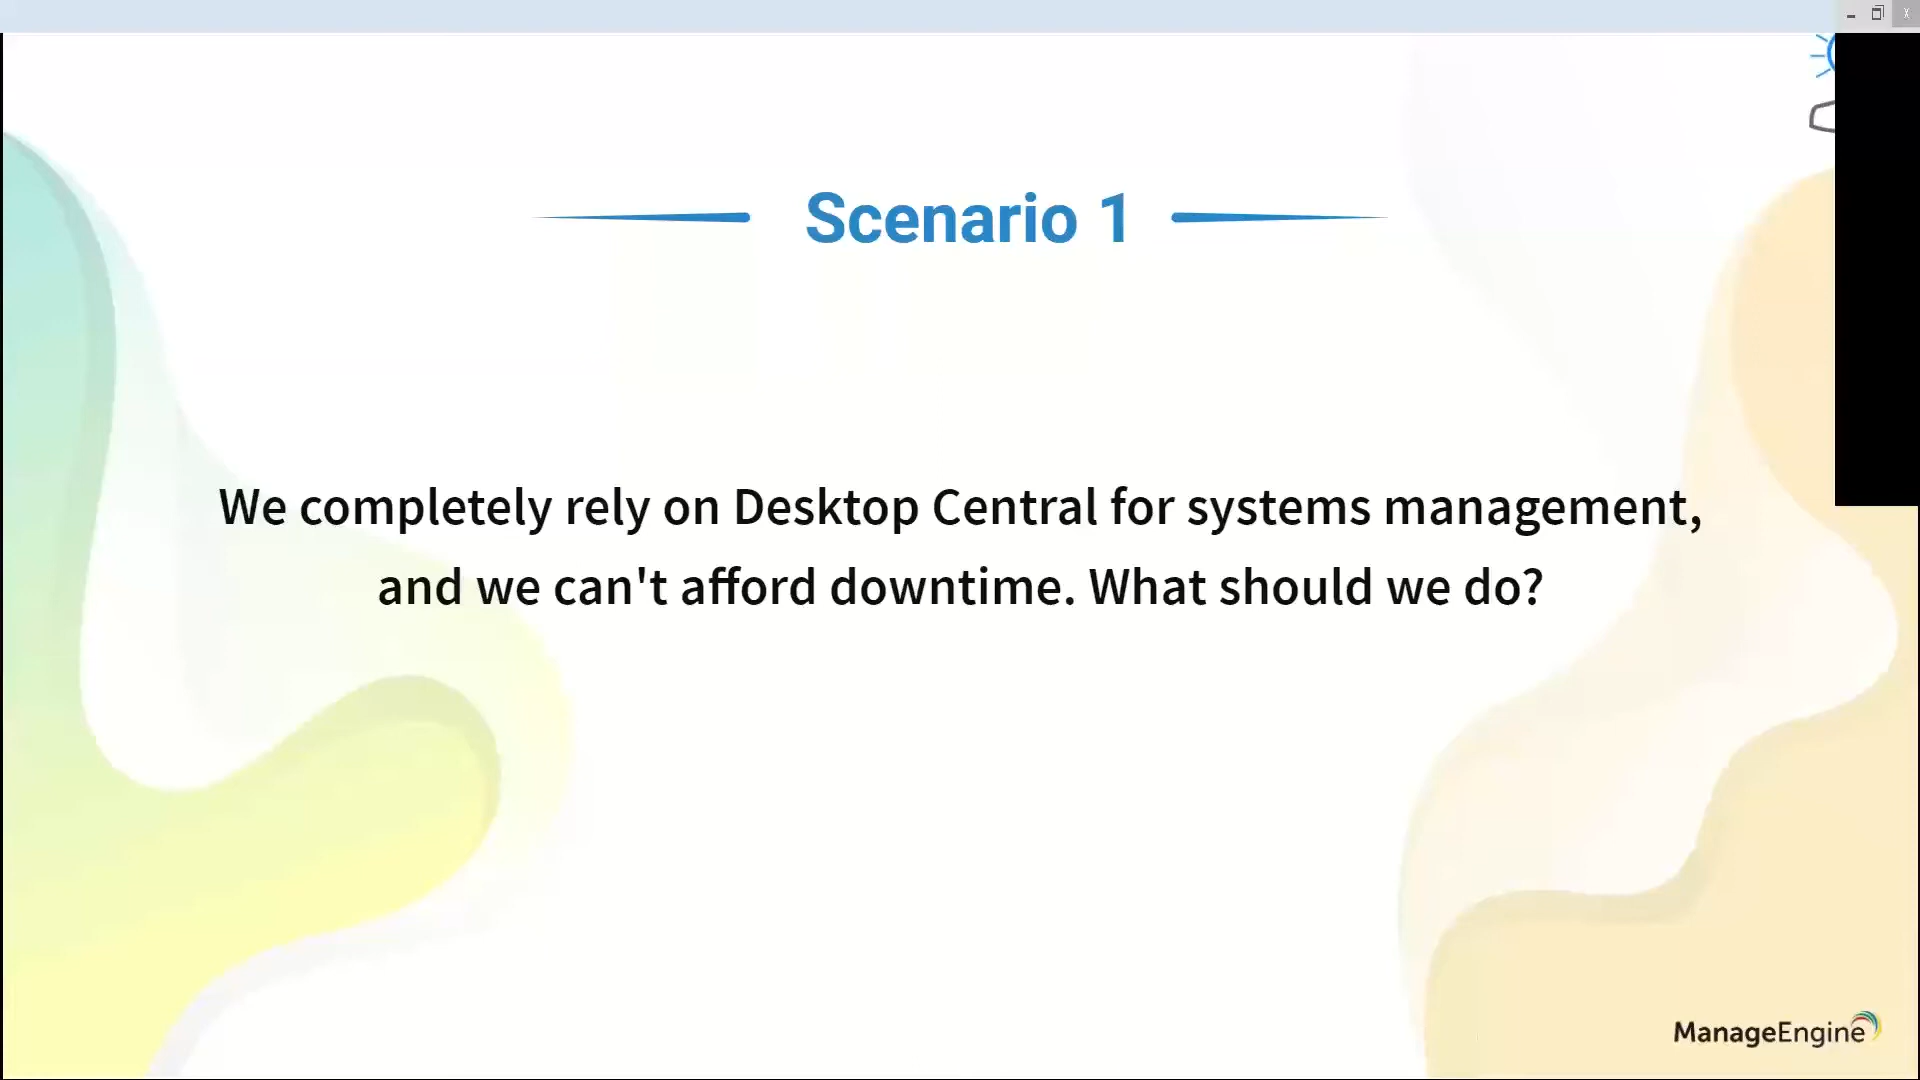 Scenario 1
We completely rely on Desktop Central for systems management,
and we can't afford downtime. What should we do?
ManageEngine